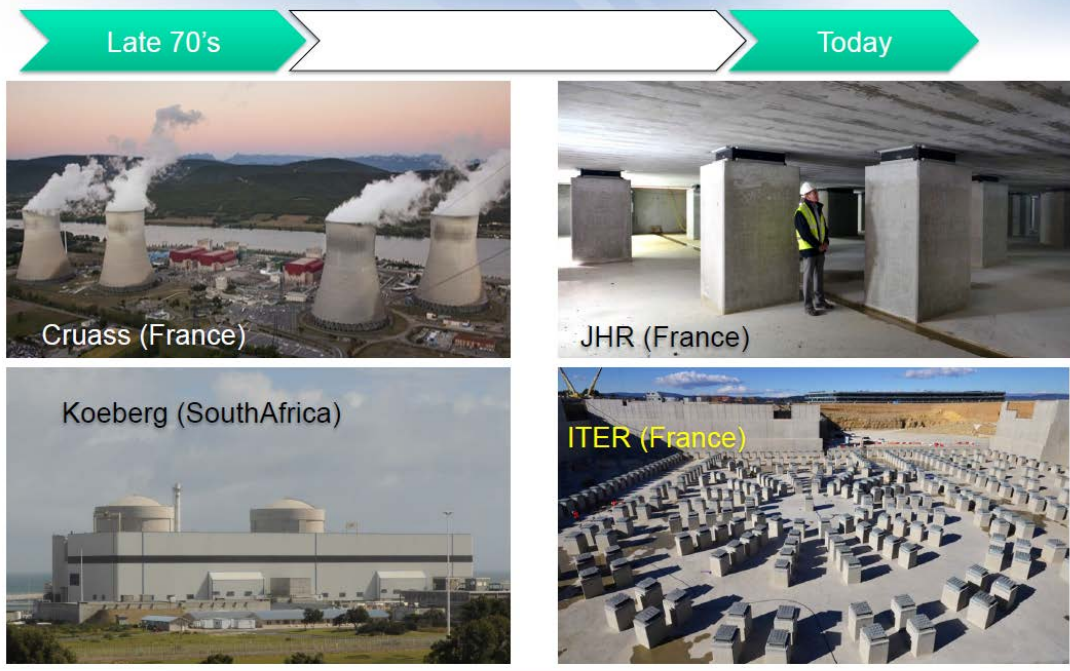 Late 70's
Today
Cruass (France)
JHR (France)
Koeberg (SouthAfrica)
ITER (France)